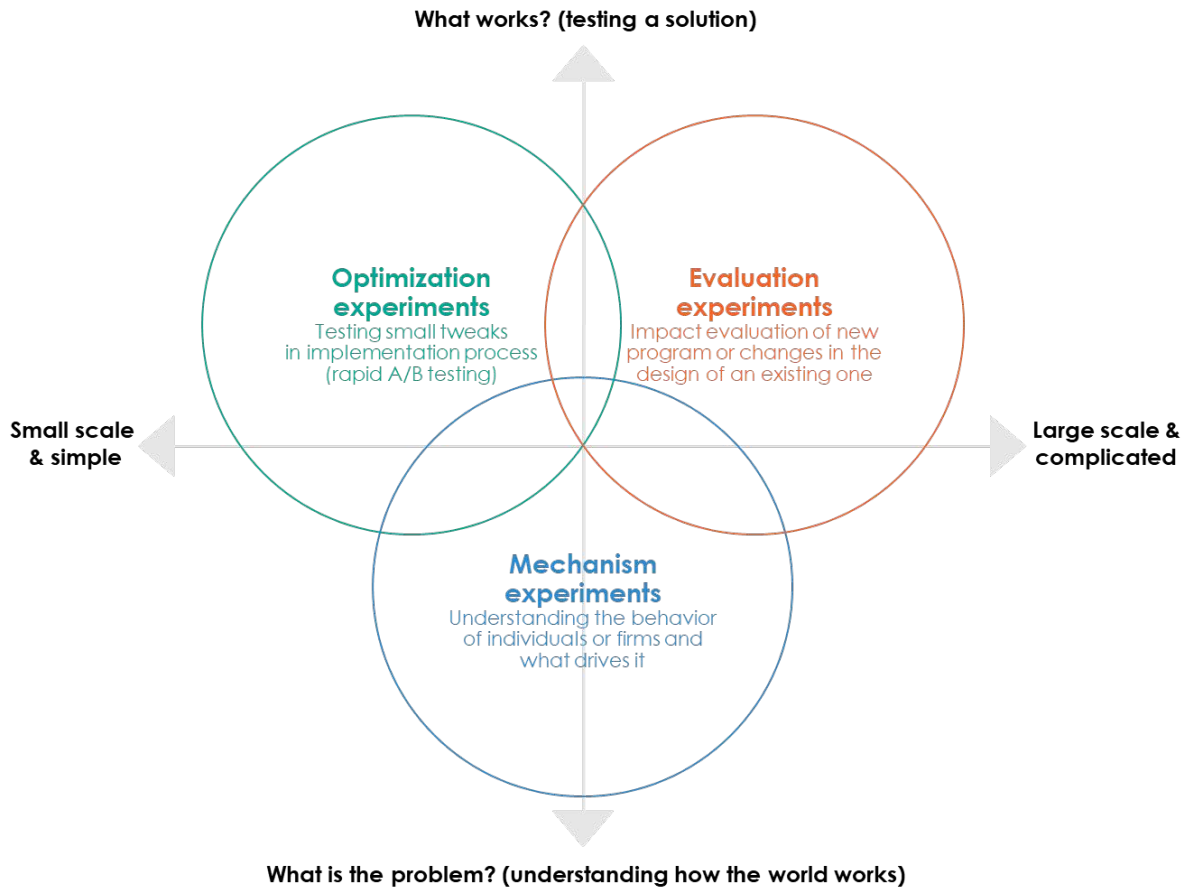 What works? (testing a solution)
Optimization
experiments
Testing small tweaks
in implementation process
(rapid A/B testing)
Evaluation
experiments
Impact evaluation of new
program or changes in the
design of an existing one
Small scale
& simple
Large scale &
complicated
Mechanism
experiments
Understanding the behavior
of individuals or firms and
what drives it
What is the problem? (understanding how the world works)